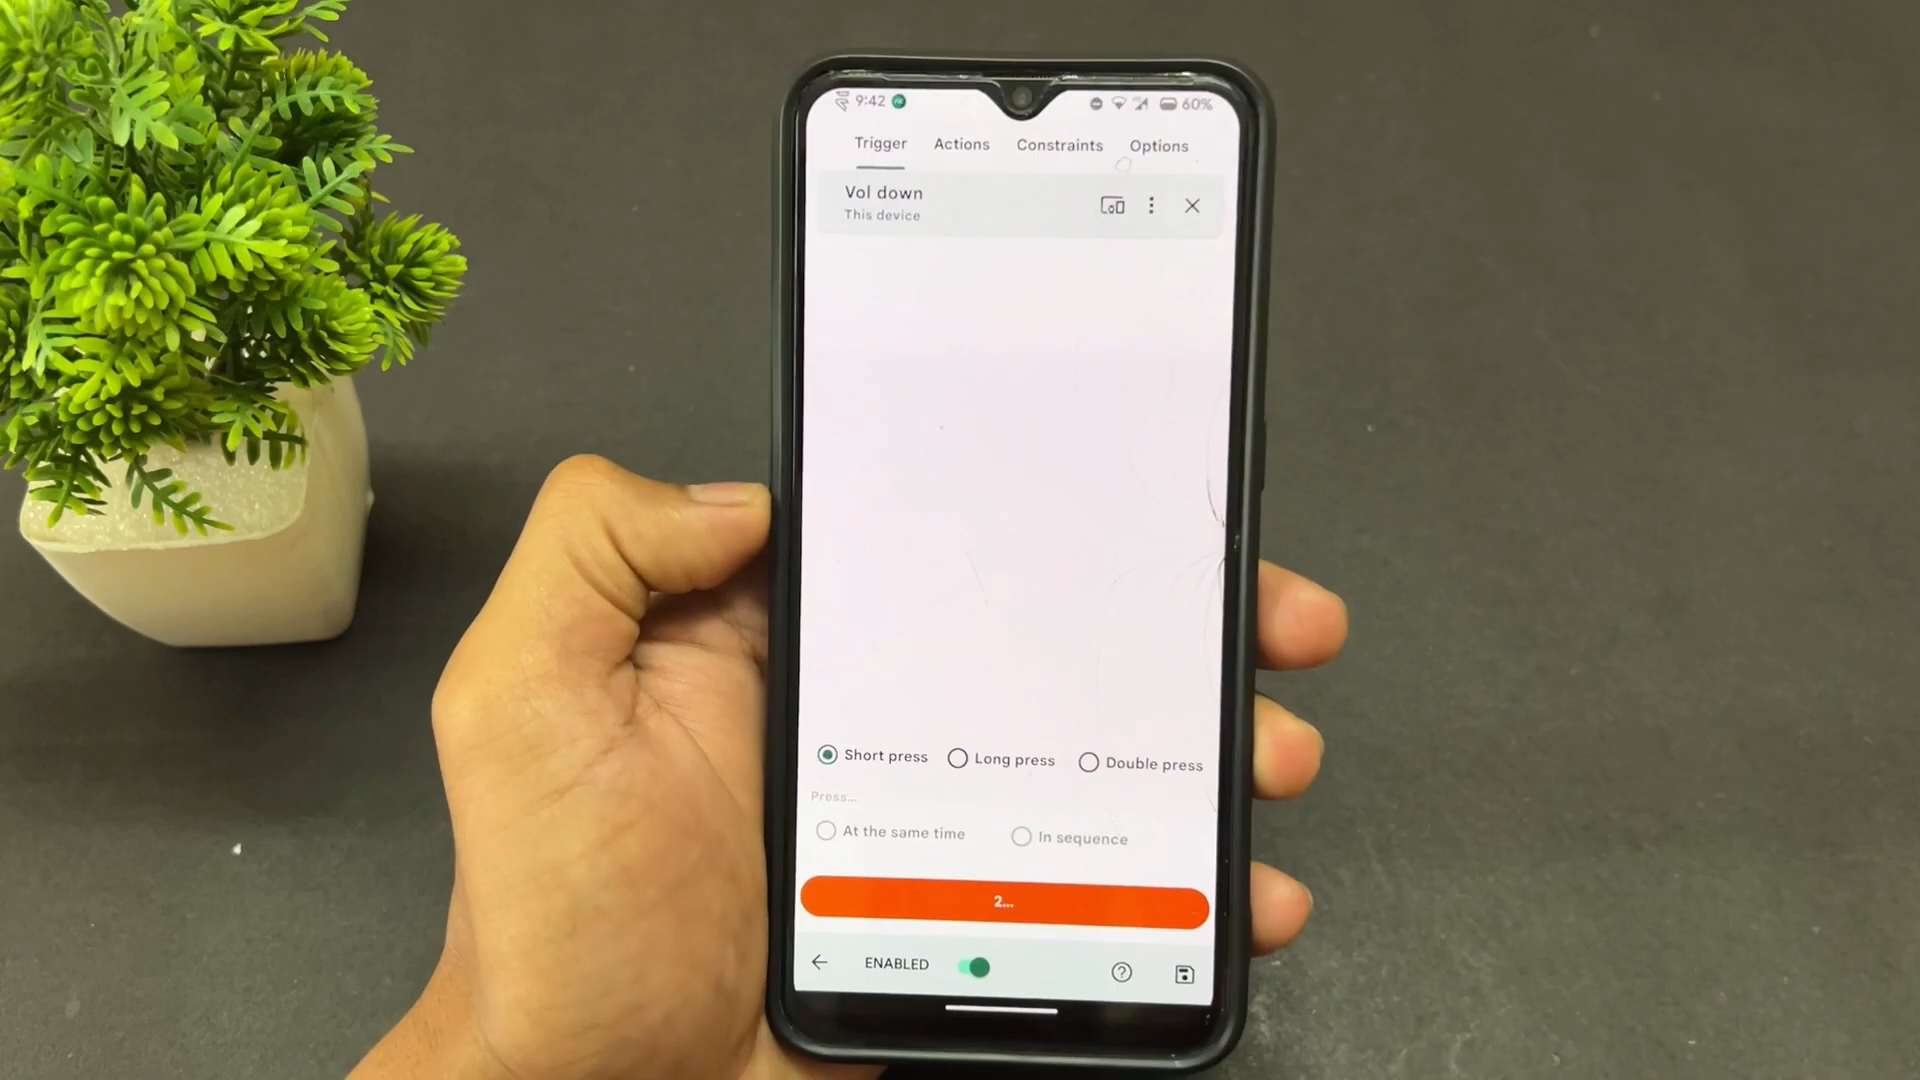 9:42
60%
Trigger Actions Constraints Options
Vol down
This device
Short press Long press Double press
Press...
At the same time In sequence
2...
ENABLED